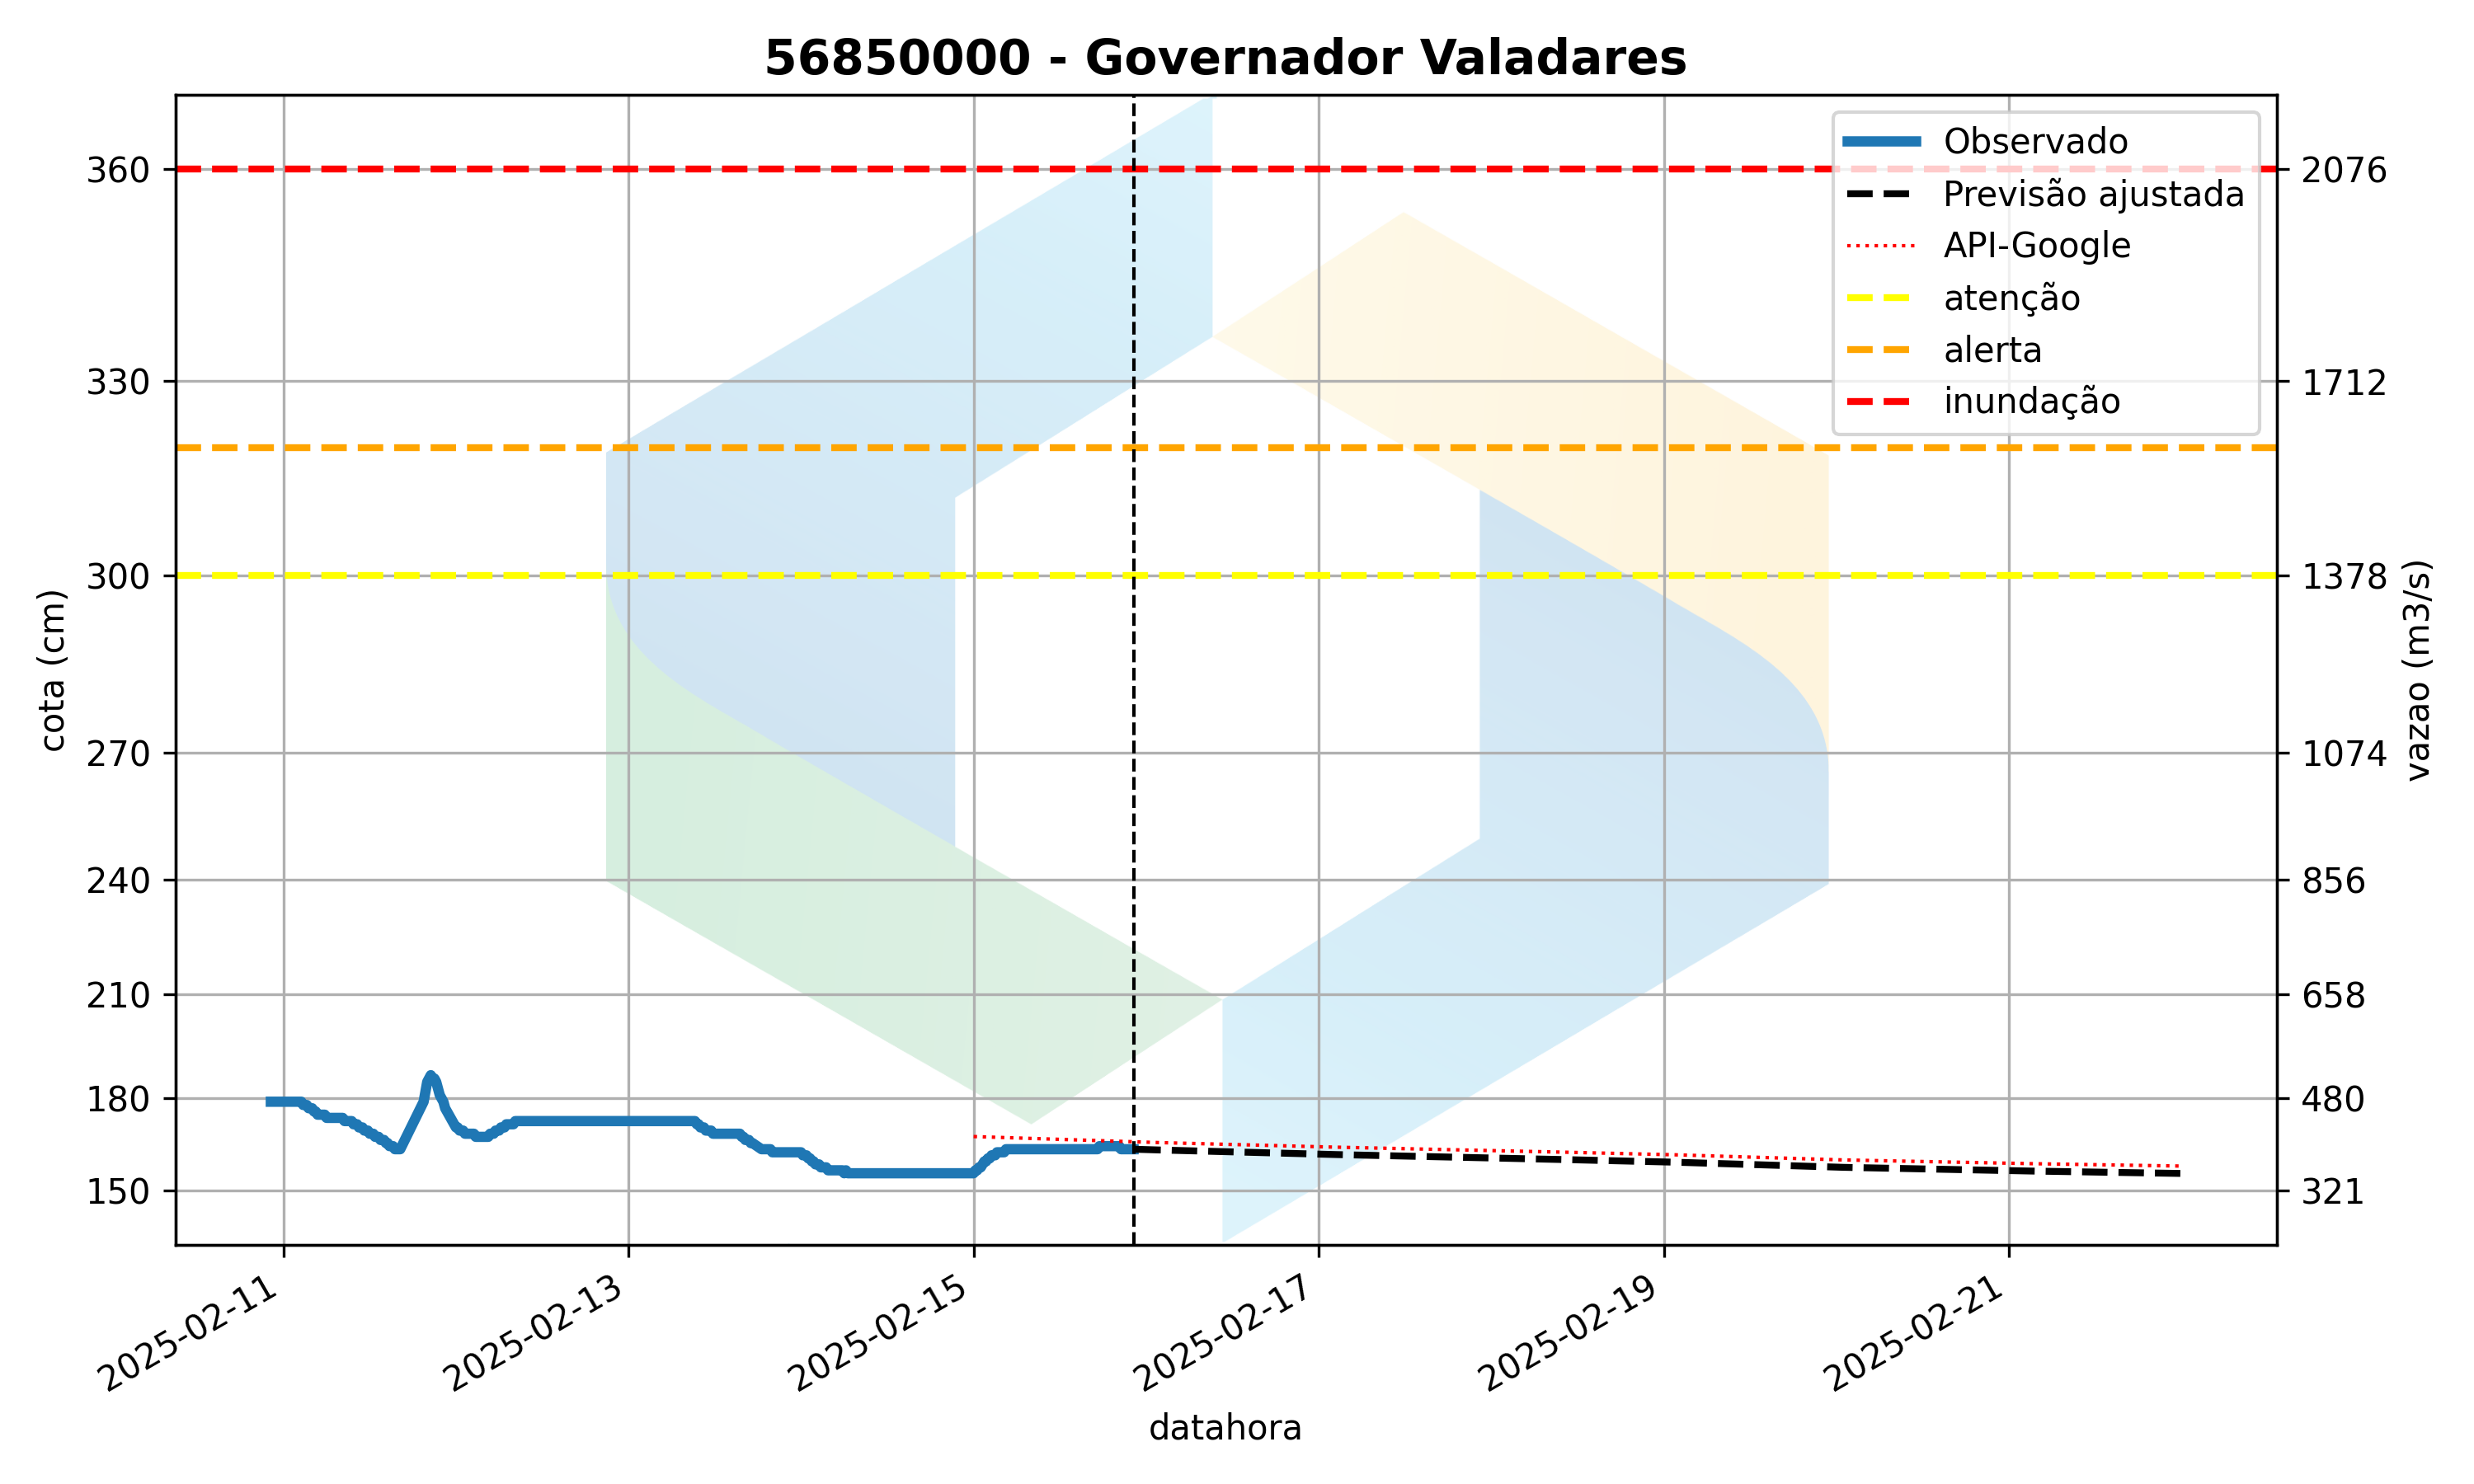 56850000 - Governador Valadares
Observado
Previsão ajustada
API-Google
atenção
alerta
inundação
cota (cm)
360
330
300
270
240
210
180
150
vazao (m3/s)
2076
1712
1378
1074
856
658
480
321
2025-02-11
2025-02-13
2025-02-15
2025-02-17
2025-02-19
2025-02-21
datahora